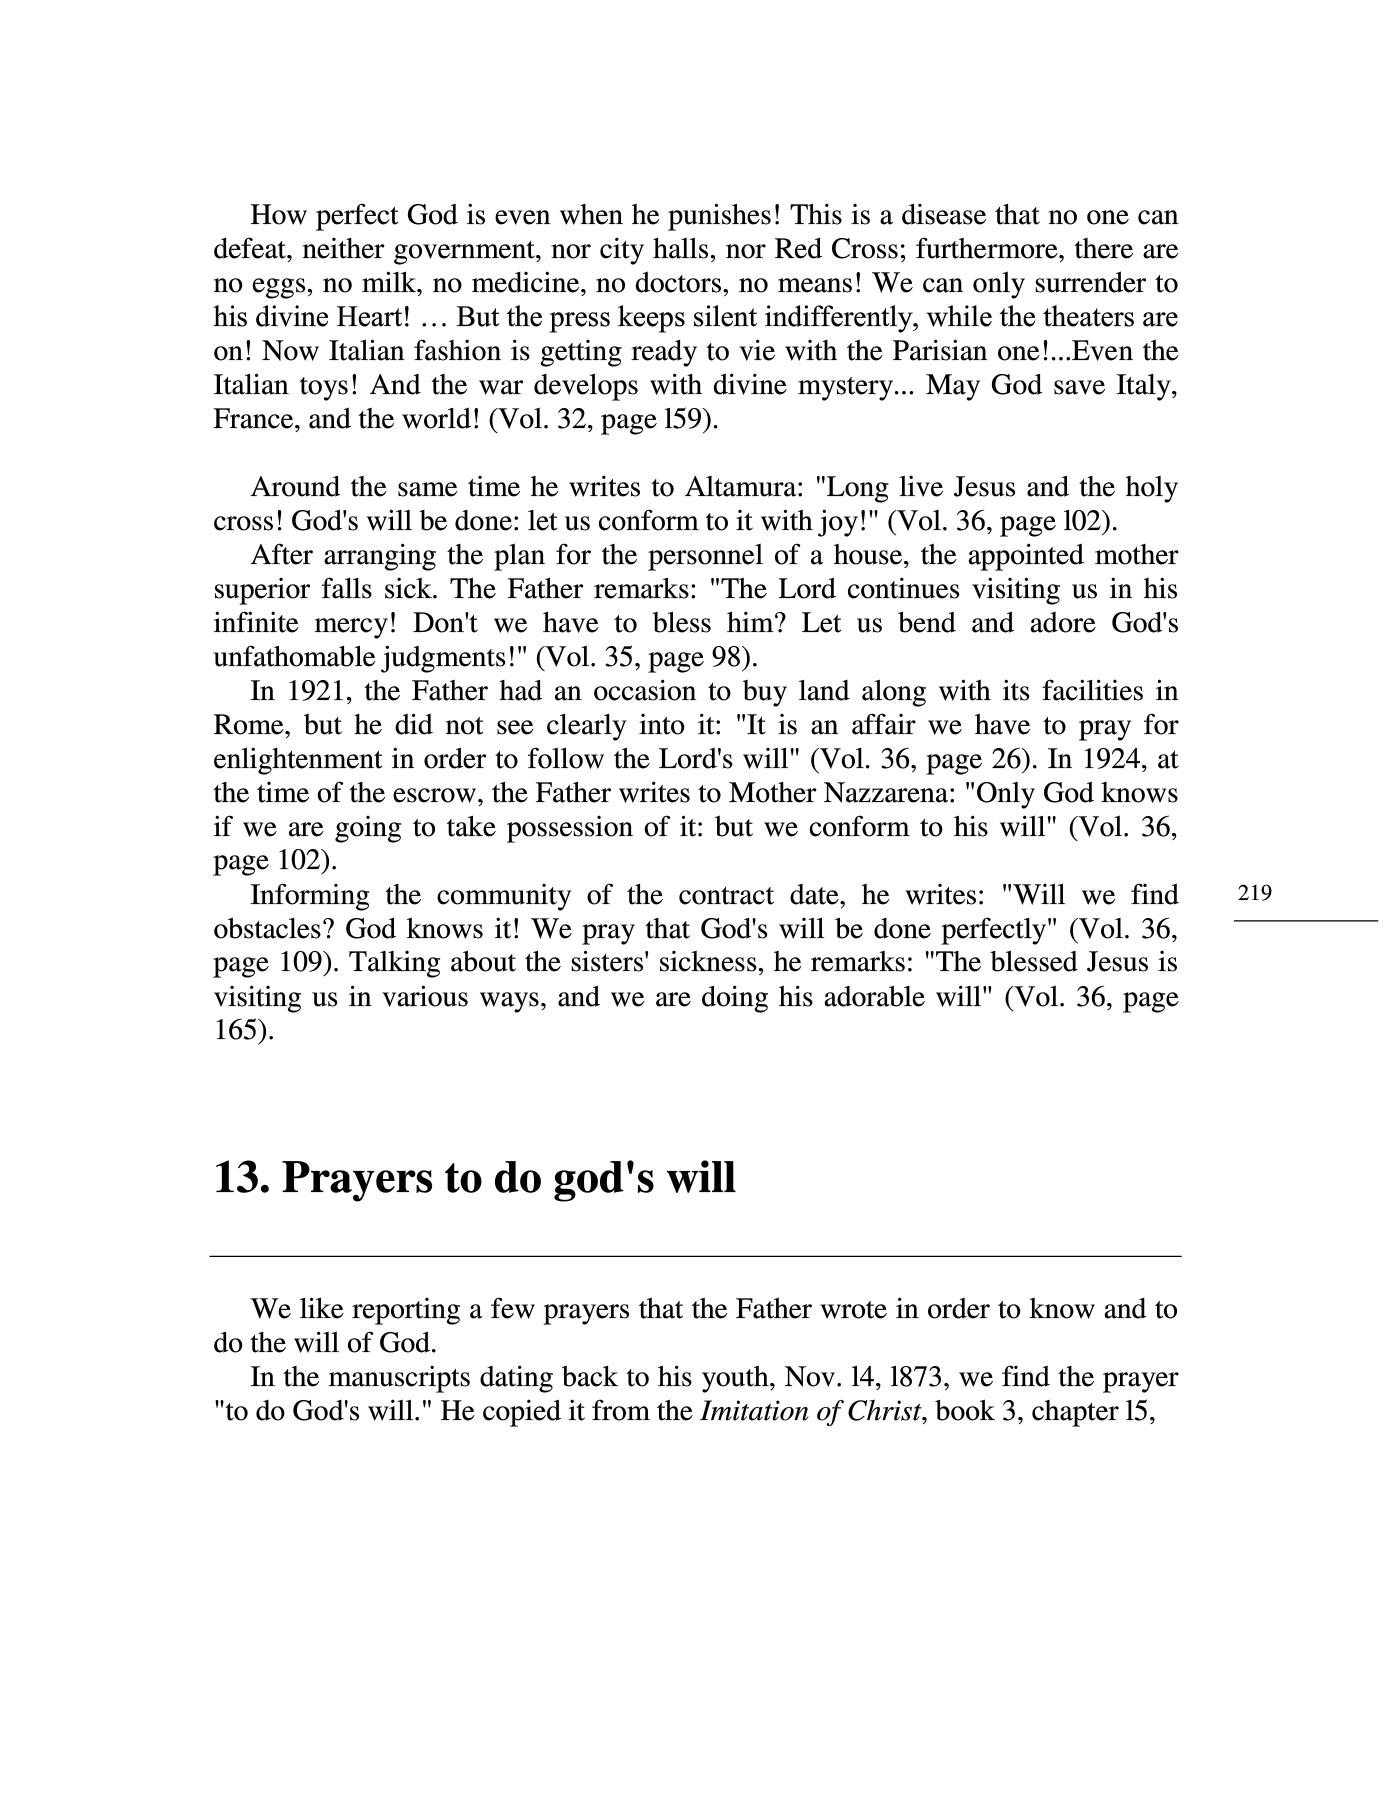 How perfect God is even when he punishes! This is a disease that no one can
defeat, neither government, nor city halls, nor Red Cross; furthermore, there are
no eggs, no milk, no medicine, no doctors, no means! We can only surrender to
his divine Heart! … But the press keeps silent indifferently, while the theaters are
on! Now Italian fashion is getting ready to vie with the Parisian one!...Even the
Italian toys! And the war develops with divine mystery... May God save Italy,
France, and the world! (Vol. 32, page l59).
Around the same time he writes to Altamura: "Long live Jesus and the holy
cross! God's will be done: let us conform to it with joy!" (Vol. 36, page l02).
After arranging the plan for the personnel of a house, the appointed mother
superior falls sick. The Father remarks: "The Lord continues visiting us in his
infinite mercy! Don't we have to bless him? Let us bend and adore God's
unfathomable judgments!" (Vol. 35, page 98).
In 1921, the Father had an occasion to buy land along with its facilities in
Rome, but he did not see clearly into it: "It is an affair we have to pray for
enlightenment in order to follow the Lord's will" (Vol. 36, page 26). In 1924, at
the time of the escrow, the Father writes to Mother Nazzarena: "Only God knows
if we are going to take possession of it: but we conform to his will" (Vol. 36,
page 102).
Informing the community of the contract date, he writes: "Will we find
obstacles? God knows it! We pray that God's will be done perfectly" (Vol. 36,
page 109). Talking about the sisters' sickness, he remarks: "The blessed Jesus is
visiting us in various ways, and we are doing his adorable will" (Vol. 36, page
165).
219
13. Prayers to do god's will
We like reporting a few prayers that the Father wrote in order to know and to
do the will of God.
In the manuscripts dating back to his youth, Nov. l4, l873, we find the prayer
"to do God's will." He copied it from the Imitation of Christ, book 3, chapter l5,